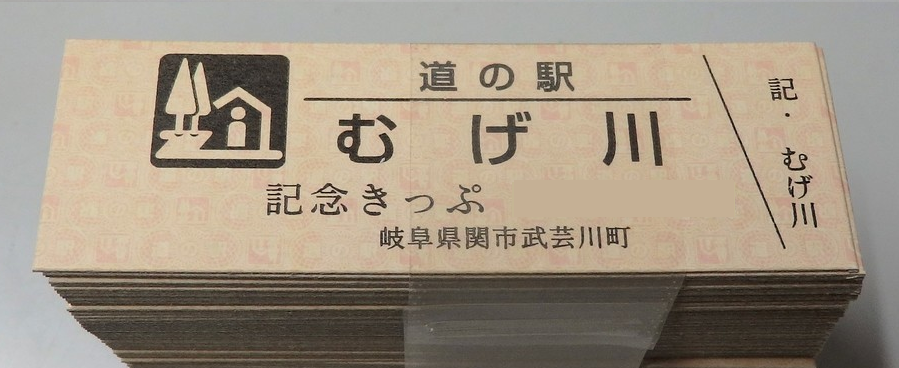 道の駅
むげ川
記念きっぷ
岐阜県関市武芸川町
記・むげ川